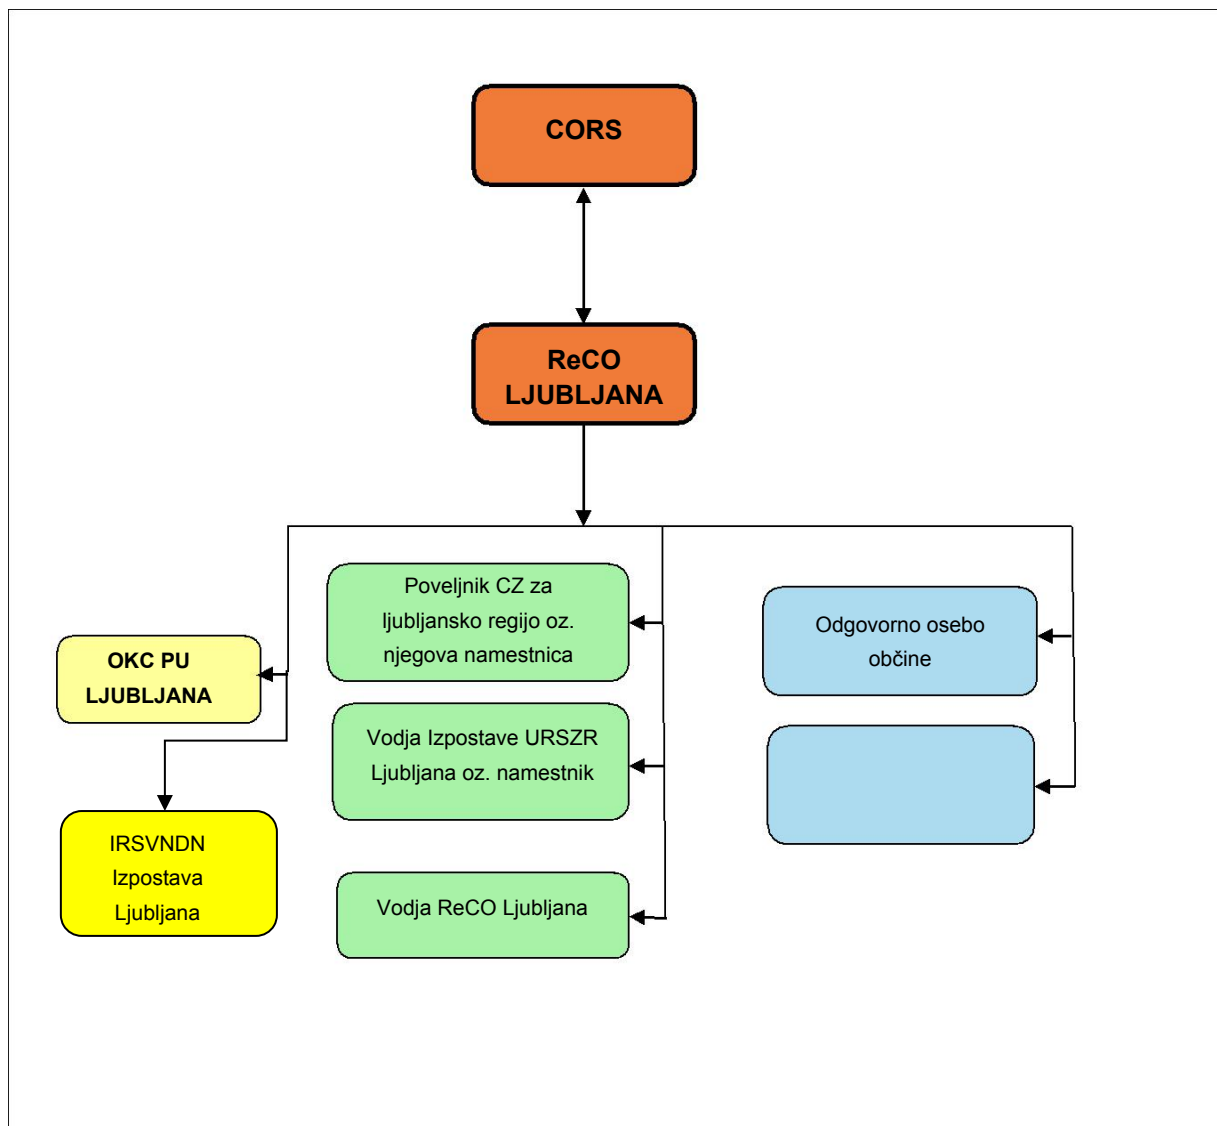 CORS
ReCO
LJUBLJANA
OKC PU
LJUBLJANA
IRSVNDN
Izpostava
Ljubljana
Poveljnik CZ za
ljubljansko regijo oz.
njegova namestnica
Vodja Izpostave URSZR
Ljubljana oz. namestnik
Vodja ReCO Ljubljana
Odgovorno osebo
občine